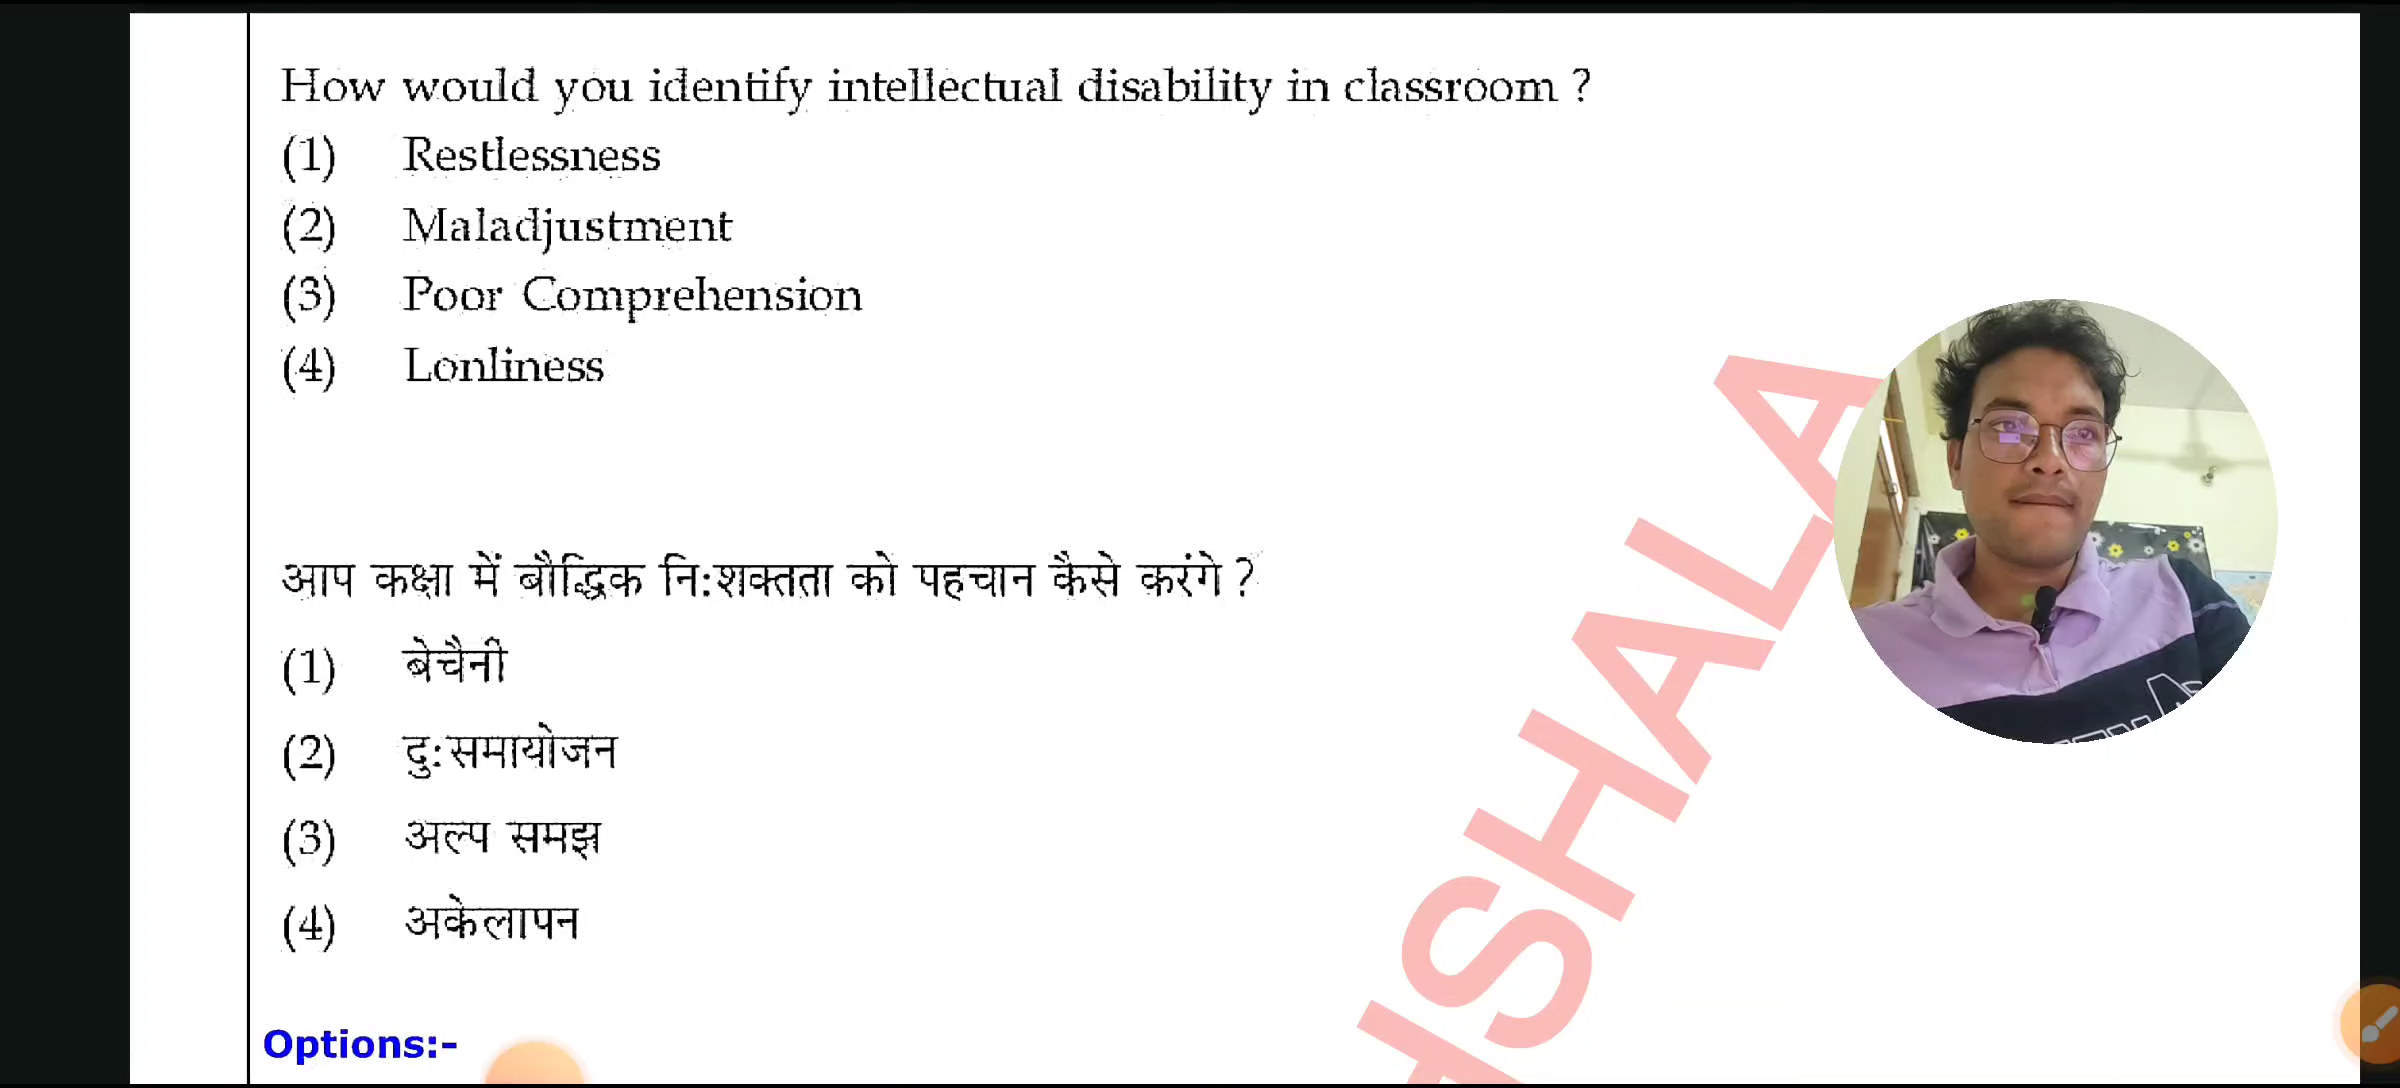 How would you identify intellectual disability in classroom ?
(1) Restlessness
(2) Maladjustment
(3) Poor Comprehension
(4) Lonliness
आप कक्षा में बौद्धिक नि:शक्तता को पहचान कैसे करंगे ?
(1) बेचैनी
(2) दुःसमायोजन
(3) अल्प समझ
(4) अकेलापन
Options:-
SHALA